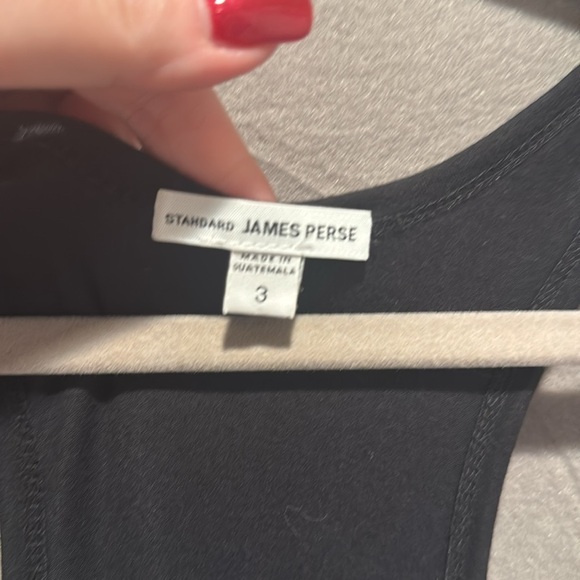 STANDARD JAMES PERSE
MADE IN
GUATEMALA
3